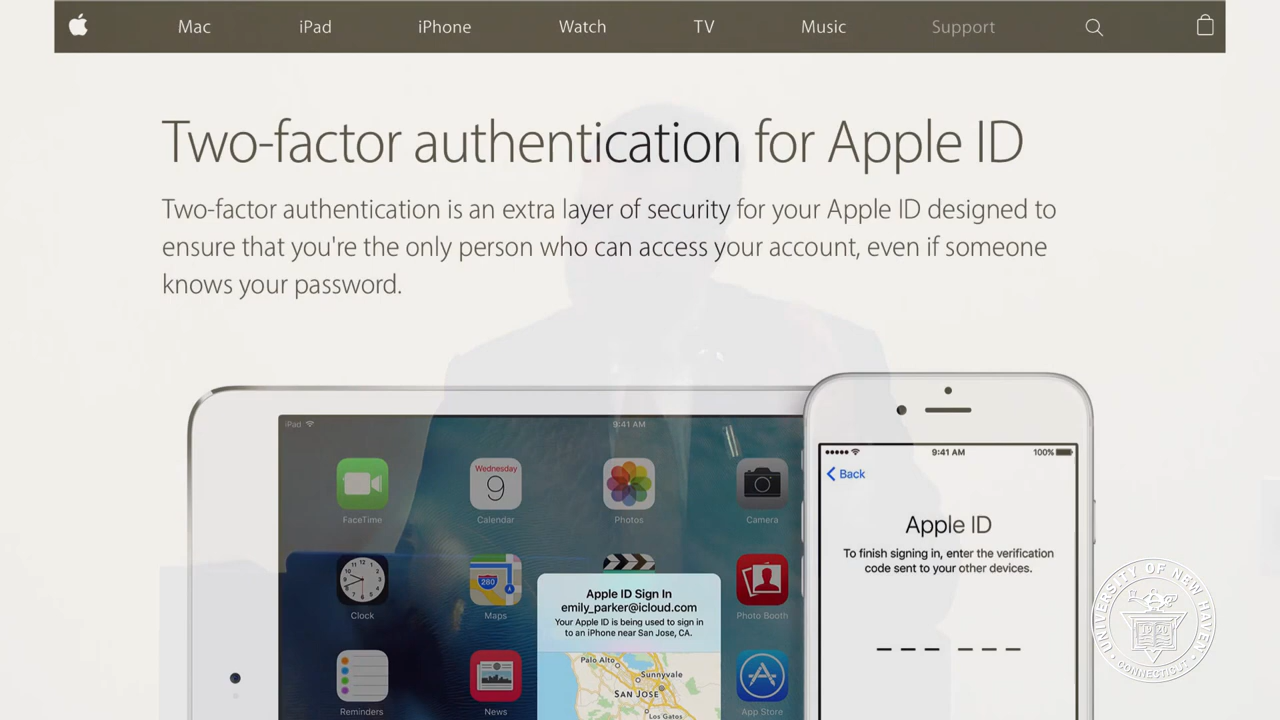 Mac iPad iPhone Watch TV Music Support
Two-factor authentication for Apple ID
Two-factor authentication is an extra layer of security for your Apple ID designed to
ensure that you're the only person who can access your account, even if someone
knows your password.
iPad 9:41 AM
9:41 AM 100%
Back
Wednesday
9
FaceTime Calendar Photos Camera
Apple ID
To finish signing in, enter the verification
code sent to your other devices.
280
Clock Maps Photo Booth
Apple ID Sign In
emily_parker@icloud.com
Your Apple ID is being used to sign in
to an iPhone near San Jose, CA.
Palo Alto
Sunnyvale
SAN JOSE
Los Gatos
Reminders News App Store
UNIVERSITY OF NEW HAVEN
1920
CONNECTICUT